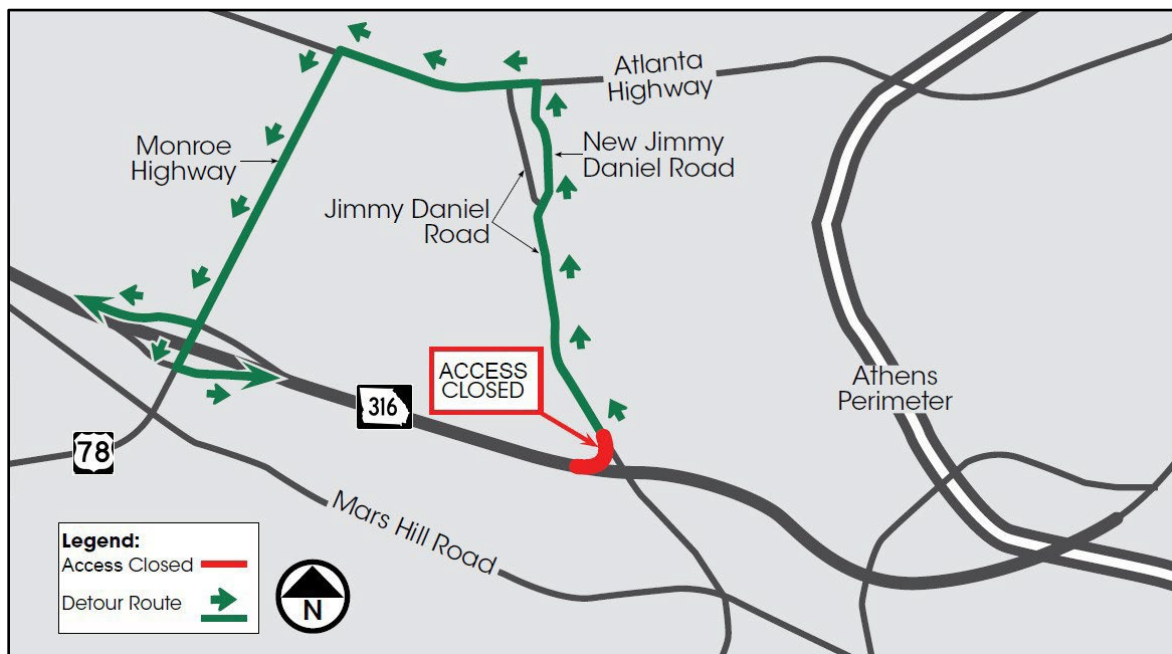 Atlanta
Highway
New Jimmy
Daniel Road
Monroe
Highway
Jimmy Daniel
Road
ACCESS
CLOSED
Athens
Perimeter
316
78
Mars Hill Road
Legend:
Access Closed
Detour Route
N